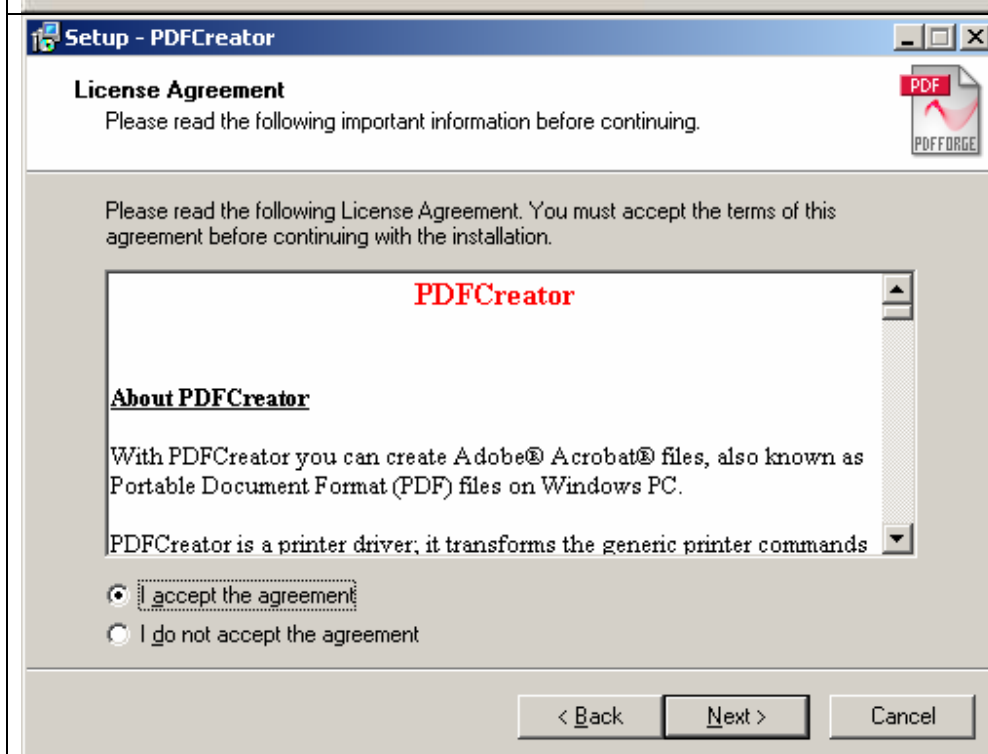 Setup - PDFCreator
License Agreement
Please read the following important information before continuing.
PDF
PDFFORGE
Please read the following License Agreement. You must accept the terms of this
agreement before continuing with the installation.
PDFCreator
About PDFCreator
With PDFCreator you can create Adobe® Acrobat® files, also known as
Portable Document Format (PDF) files on Windows PC.
PDFCreator is a printer driver; it transforms the generic printer commands
I accept the agreement
I do not accept the agreement
< Back
Next >
Cancel